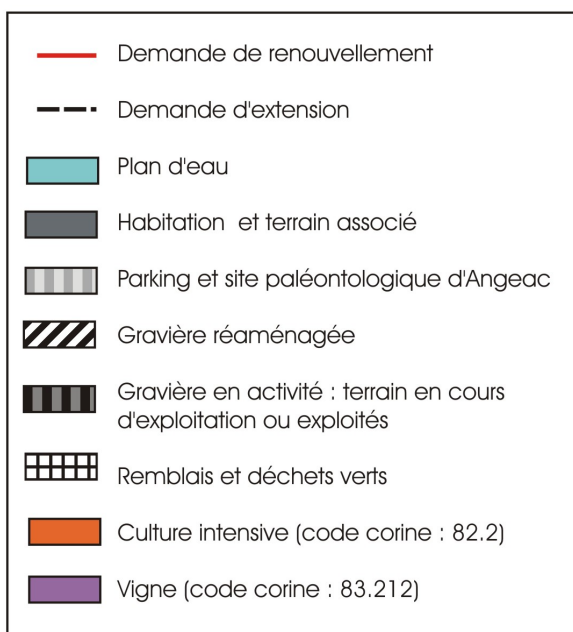 Demande de renouvellement
Demande d'extension
Plan d'eau
Habitation et terrain associé
Parking et site paléontologique d'Angeac
Gravière réaménagée
Gravière en activité : terrain en cours
d'exploitation ou exploités
Remblais et déchets verts
Culture intensive (code corine : 82.2)
Vigne (code corine : 83.212)